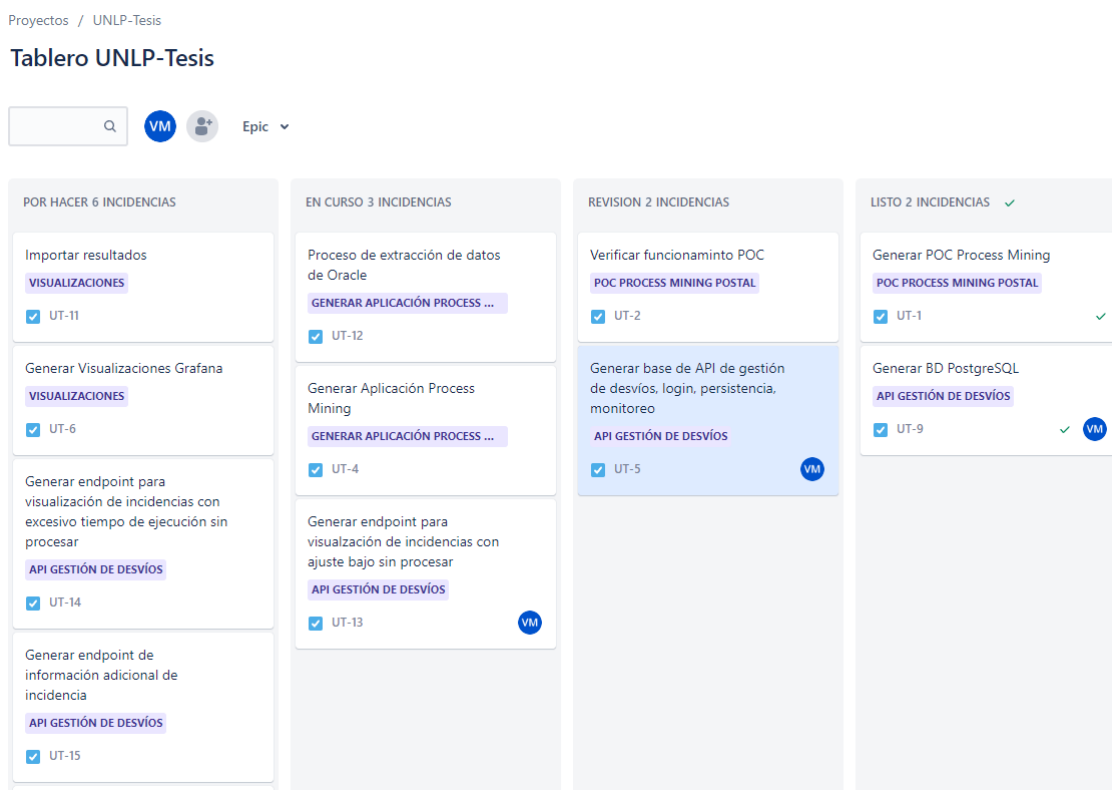 Proyectos / UNLP-Tesis
Tablero UNLP-Tesis
VM
Epic
POR HACER 6 INCIDENCIAS
Importar resultados
VISUALIZACIONES
UT-11
Generar Visualizaciones Grafana
VISUALIZACIONES
UT-6
Generar endpoint para
visualización de incidencias con
excesivo tiempo de ejecución sin
procesar
API GESTIÓN DE DESVÍOS
UT-14
Generar endpoint de
información adicional de
incidencia
API GESTIÓN DE DESVÍOS
UT-15
EN CURSO 3 INCIDENCIAS
Proceso de extracción de datos
de Oracle
GENERAR APLICACIÓN PROCESS ...
UT-12
Generar Aplicación Process
Mining
GENERAR APLICACIÓN PROCESS ...
UT-4
Generar endpoint para
visualzación de incidencias con
ajuste bajo sin procesar
API GESTIÓN DE DESVÍOS
UT-13
VM
REVISION 2 INCIDENCIAS
Verificar funcionaminto POC
POC PROCESS MINING POSTAL
UT-2
Generar base de API de gestión
de desvíos, login, persistencia,
monitoreo
API GESTIÓN DE DESVÍOS
UT-5
VM
LISTO 2 INCIDENCIAS
Generar POC Process Mining
POC PROCESS MINING POSTAL
UT-1
Generar BD PostgreSQL
API GESTIÓN DE DESVÍOS
UT-9
VM